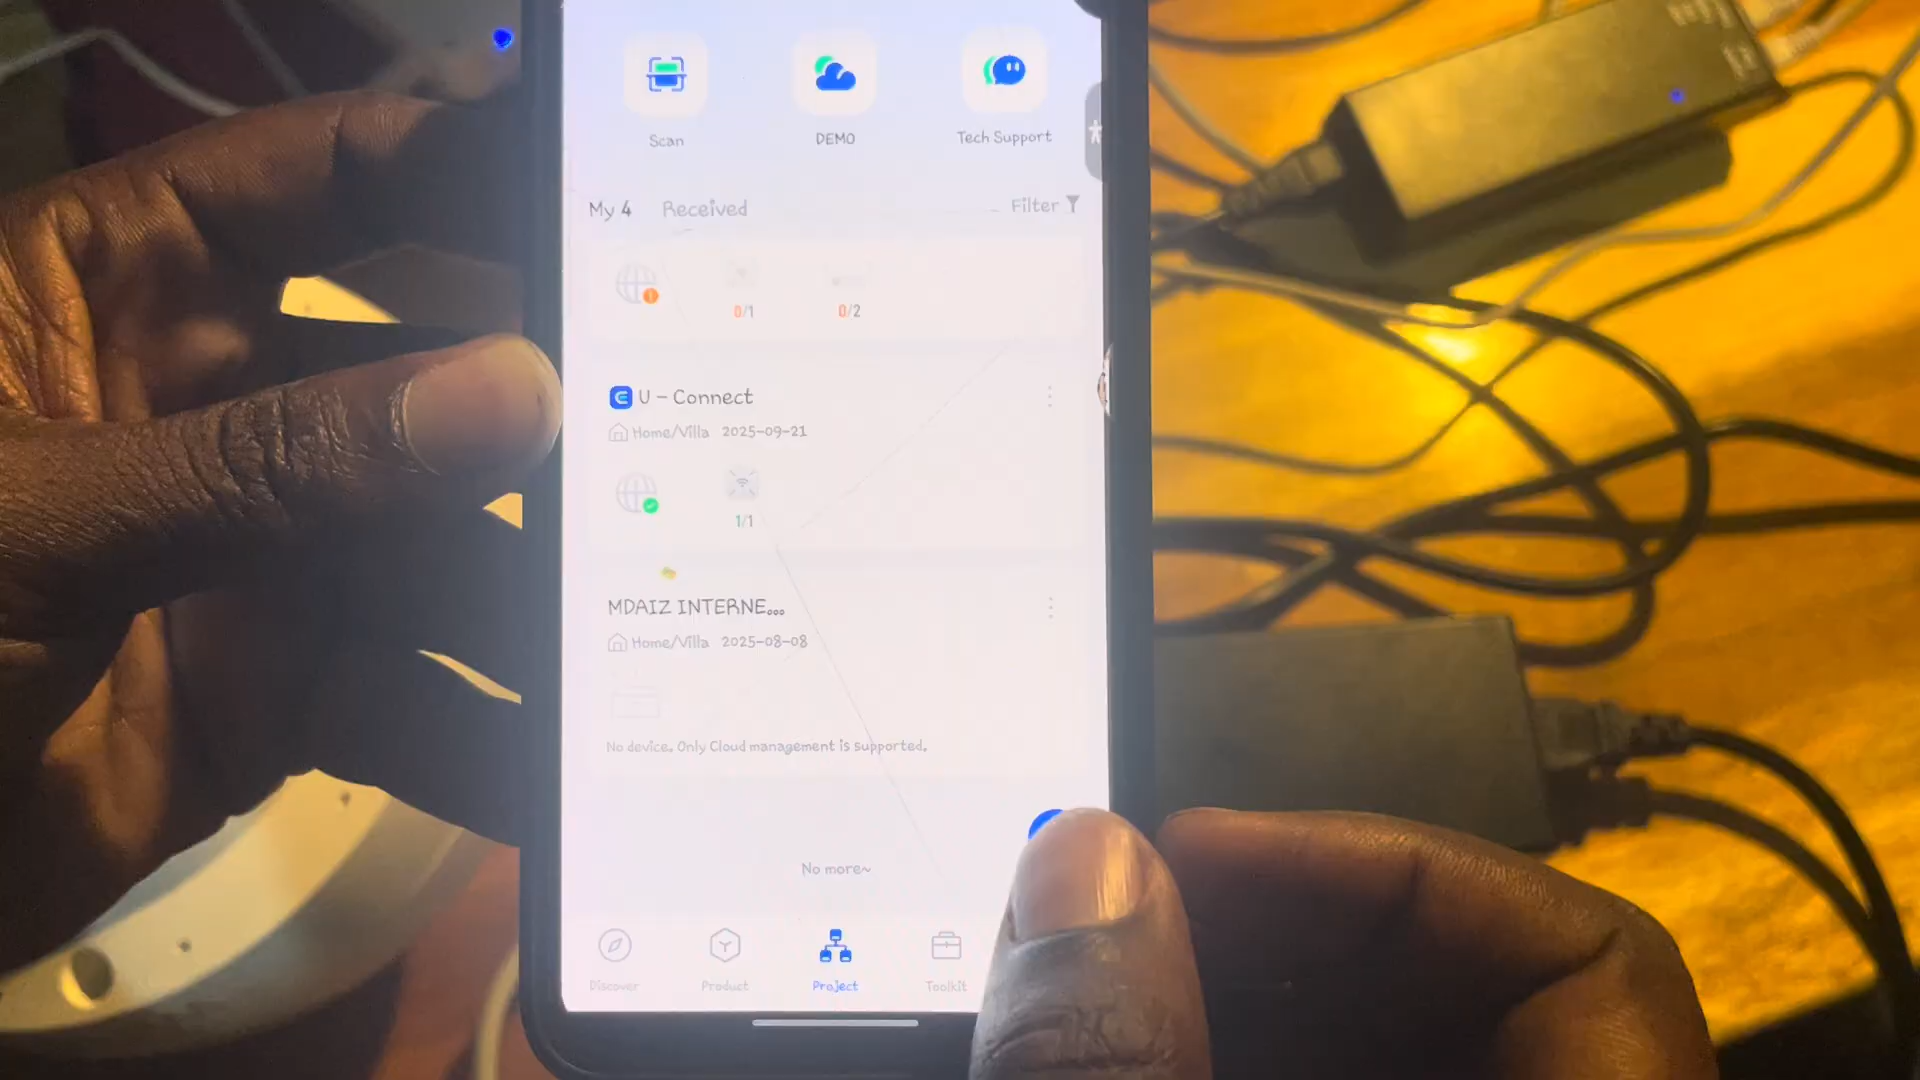 Scan DEMO Tech Support
My 4 Received Filter
0/1 0/2
U - Connect
Home/Villa 2025-09-21
1/1
MDAIZ INTERNE...
Home/Villa 2025-08-08
No device. Only Cloud management is supported.
No more~
Discover Product Project Toolkit